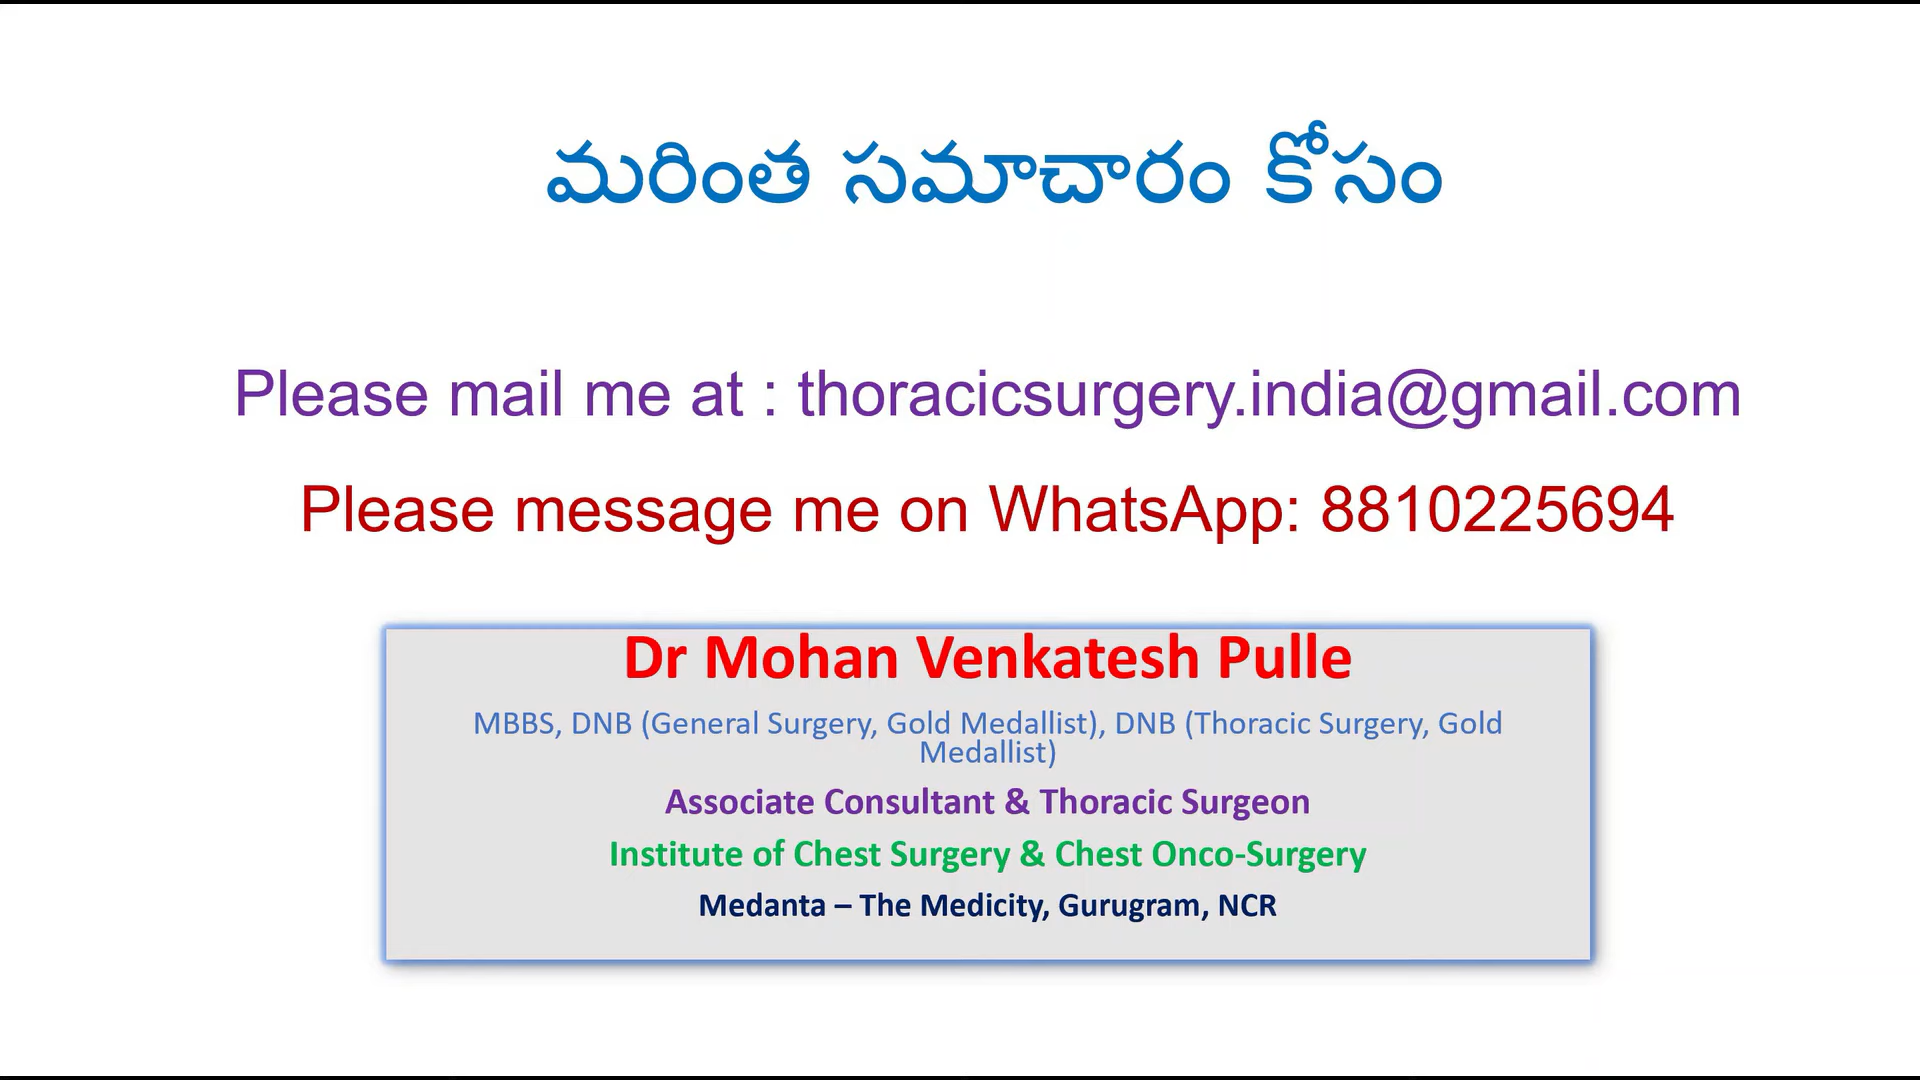 మరింత సమాచారం కోసం
Please mail me at : thoracicsurgery.india@gmail.com
Please message me on WhatsApp: 8810225694
Dr Mohan Venkatesh Pulle
MBBS, DNB (General Surgery, Gold Medallist), DNB (Thoracic Surgery, Gold
Medallist)
Associate Consultant & Thoracic Surgeon
Institute of Chest Surgery & Chest Onco-Surgery
Medanta – The Medicity, Gurugram, NCR